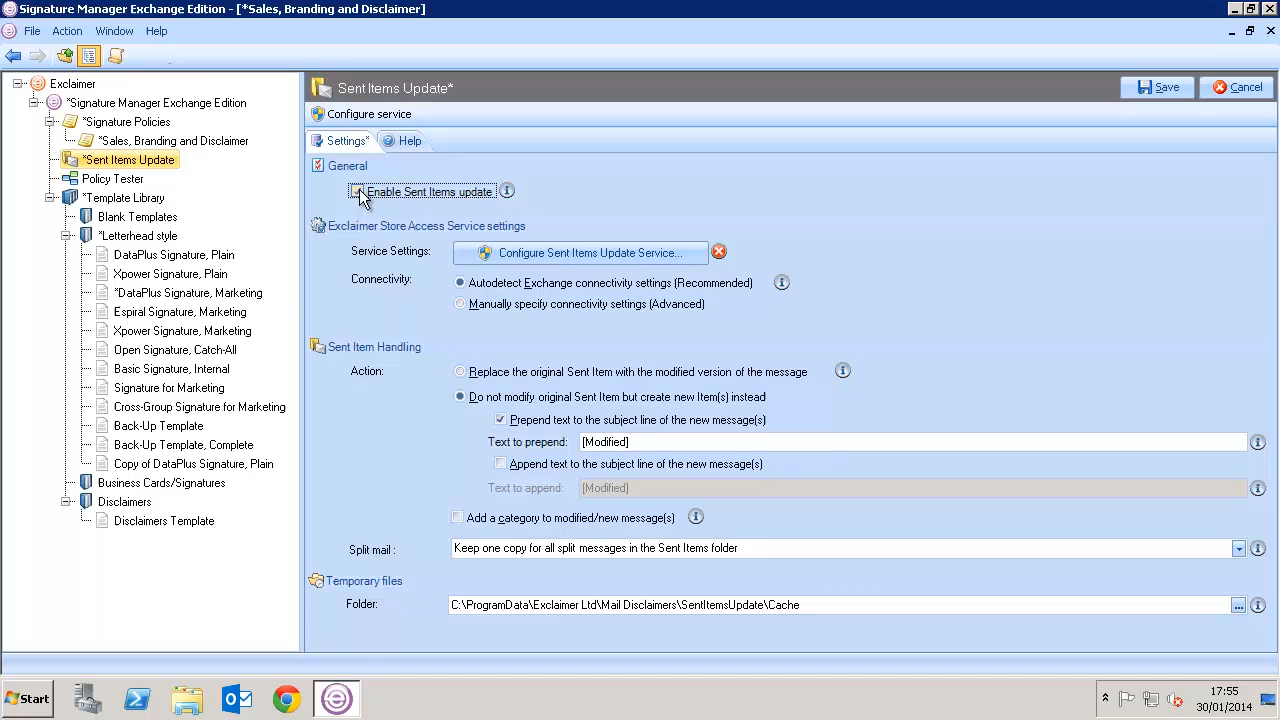 Signature Manager Exchange Edition - [*Sales, Branding and Disclaimer]
File Action Window Help
Exclaimer
*Signature Manager Exchange Edition
*Signature Policies
*Sales, Branding and Disclaimer
*Sent Items Update
Policy Tester
*Template Library
Blank Templates
*Letterhead style
DataPlus Signature, Plain
Xpower Signature, Plain
*DataPlus Signature, Marketing
Espiral Signature, Marketing
Xpower Signature, Marketing
Open Signature, Catch-All
Basic Signature, Internal
Signature for Marketing
Cross-Group Signature for Marketing
Back-Up Template
Back-Up Template, Complete
Copy of DataPlus Signature, Plain
Business Cards/Signatures
Disclaimers
Disclaimers Template
Sent Items Update*
Save Cancel
Configure service
Settings* Help
General
Enable Sent Items update
Exclaimer Store Access Service settings
Service Settings: Configure Sent Items Update Service...
Connectivity: Autodetect Exchange connectivity settings (Recommended)
Manually specify connectivity settings (Advanced)
Sent Item Handling
Action: Replace the original Sent Item with the modified version of the message
Do not modify original Sent Item but create new Item(s) instead
Prepend text to the subject line of the new message(s)
Text to prepend: [Modified]
Append text to the subject line of the new message(s)
Text to append: [Modified]
Add a category to modified/new message(s)
Split mail : Keep one copy for all split messages in the Sent Items folder
Temporary files
Folder: C:\ProgramData\Exclaimer Ltd\Mail Disclaimers\SentItemsUpdate\Cache
Start
17:55
30/01/2014